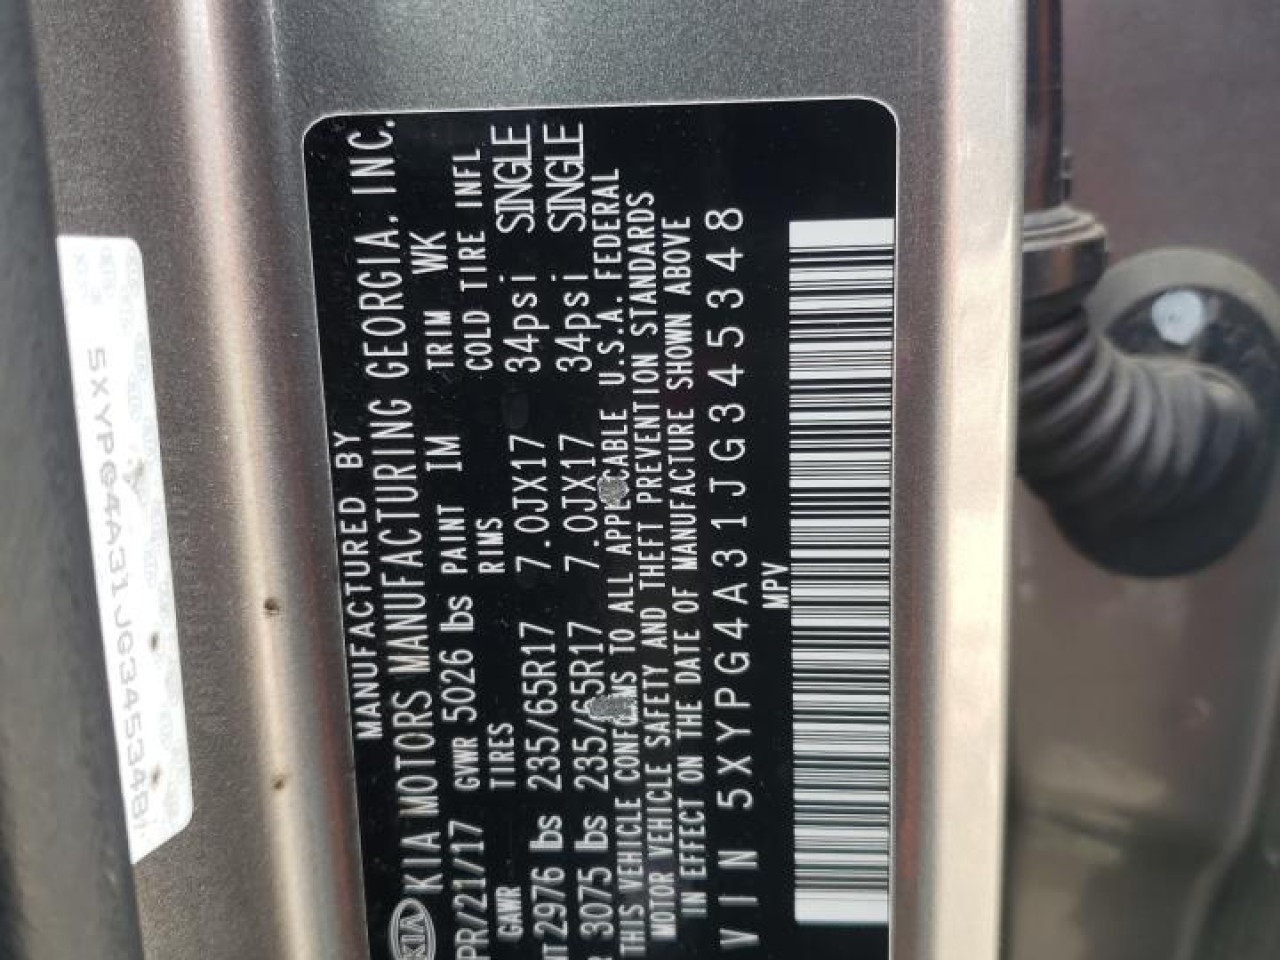 MANUFACTURED BY
KIA KIA MOTORS MANUFACTURING GEORGIA, INC.
PR/21/17 GVWR 5026 lbs PAINT IM TRIM WK
GAWR TIRES RIMS COLD TIRE INFL
NT 2976 lbs 235/65R17 7.0JX17 34psi SINGLE
R 3075 lbs 235/65R17 7.0JX17 34psi SINGLE
THIS VEHICLE CONFORMS TO ALL APPLICABLE U.S.A. FEDERAL
MOTOR VEHICLE SAFETY AND THEFT PREVENTION STANDARDS
IN EFFECT ON THE DATE OF MANUFACTURE SHOWN ABOVE
VIN 5XYPG4A31JG345348
MPV
5XYPG4A31JG345348